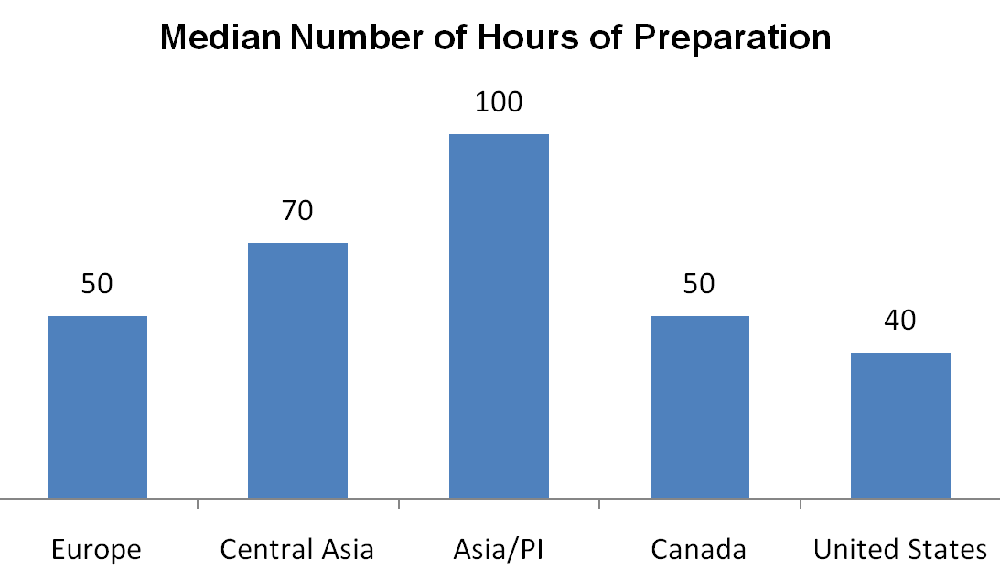 Median Number of Hours of Preparation
100
70
50
50
40
Europe Central Asia Asia/PI Canada United States